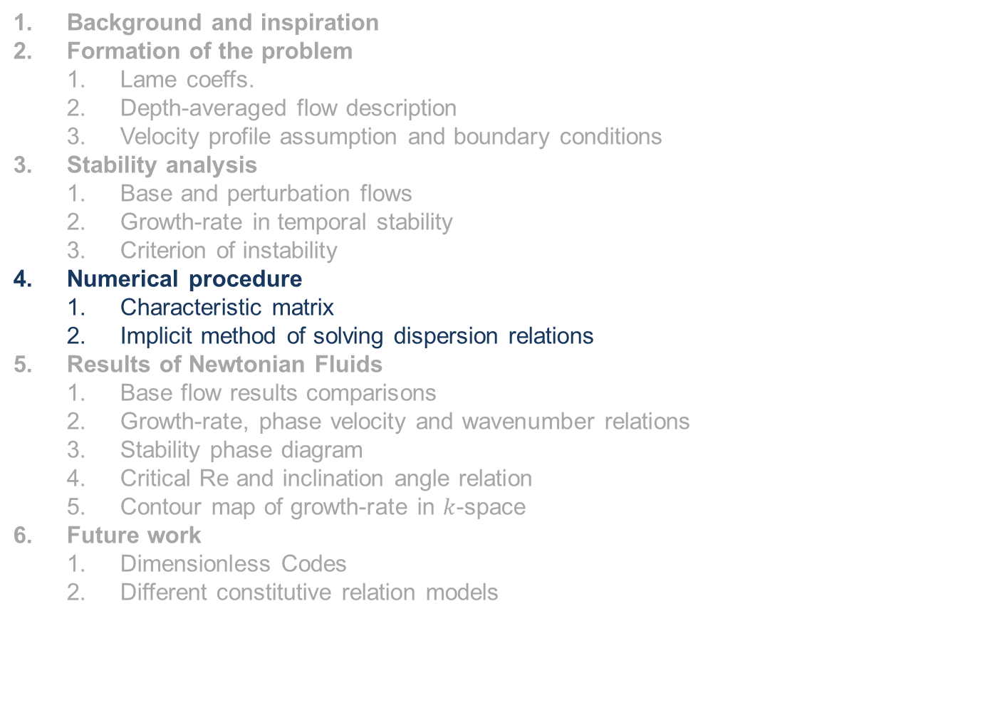 1. Background and inspiration
2. Formation of the problem
1. Lame coeffs.
2. Depth-averaged flow description
3. Velocity profile assumption and boundary conditions
3. Stability analysis
1. Base and perturbation flows
2. Growth-rate in temporal stability
3. Criterion of instability
4. Numerical procedure
1. Characteristic matrix
2. Implicit method of solving dispersion relations
5. Results of Newtonian Fluids
1. Base flow results comparisons
2. Growth-rate, phase velocity and wavenumber relations
3. Stability phase diagram
4. Critical Re and inclination angle relation
5. Contour map of growth-rate in k-space
6. Future work
1. Dimensionless Codes
2. Different constitutive relation models